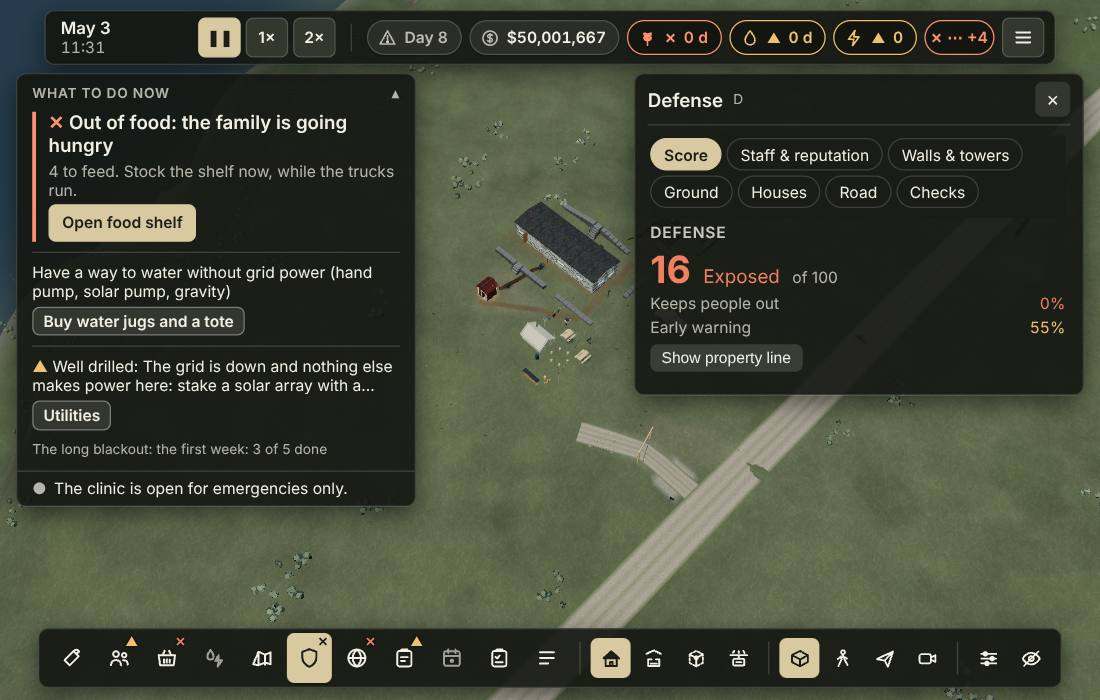 May 3
11:31
1×
2×
Day 8
$50,001,667
× 0 d
▲ 0 d
▲ 0
× ··· +4
WHAT TO DO NOW
× Out of food: the family is going
hungry
4 to feed. Stock the shelf now, while the trucks
run.
Open food shelf
Have a way to water without grid power (hand
pump, solar pump, gravity)
Buy water jugs and a tote
Well drilled: The grid is down and nothing else
makes power here: stake a solar array with a...
Utilities
The long blackout: the first week: 3 of 5 done
The clinic is open for emergencies only.
Defense D
Score
Staff & reputation
Walls & towers
Ground
Houses
Road
Checks
DEFENSE
16 Exposed of 100
Keeps people out 0%
Early warning 55%
Show property line